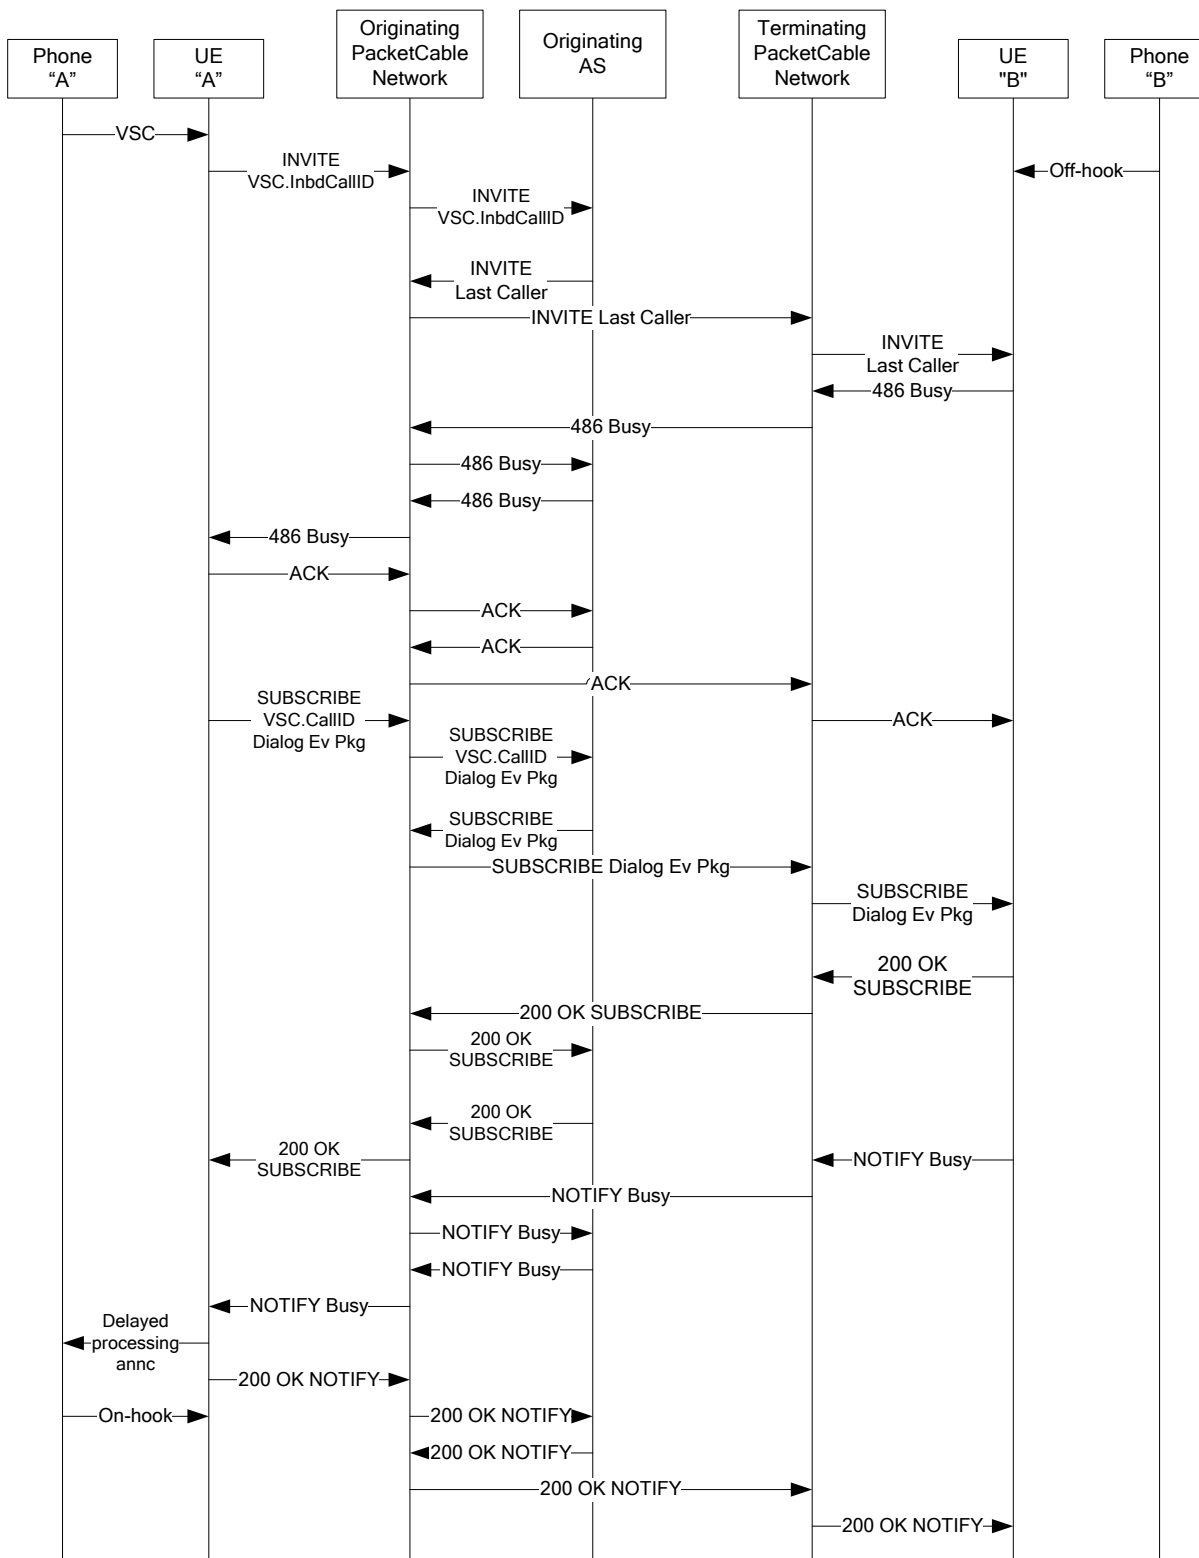 Phone
“A”
UE
“A”
Originating
PacketCable
Network
Originating
AS
Terminating
PacketCable
Network
UE
"B"
Phone
“B”
VSC
INVITE
VSC.InbdCallID
Off-hook
INVITE
VSC.InbdCallID
INVITE
Last Caller
INVITE Last Caller
INVITE
Last Caller
486 Busy
486 Busy
486 Busy
486 Busy
486 Busy
ACK
ACK
ACK
ACK
SUBSCRIBE
VSC.CallID
Dialog Ev Pkg
ACK
SUBSCRIBE
VSC.CallID
Dialog Ev Pkg
SUBSCRIBE
Dialog Ev Pkg
SUBSCRIBE Dialog Ev Pkg
SUBSCRIBE
Dialog Ev Pkg
200 OK
SUBSCRIBE
200 OK SUBSCRIBE
200 OK
SUBSCRIBE
200 OK
SUBSCRIBE
200 OK
SUBSCRIBE
NOTIFY Busy
NOTIFY Busy
NOTIFY Busy
NOTIFY Busy
NOTIFY Busy
Delayed
processing
annc
200 OK NOTIFY
On-hook
200 OK NOTIFY
200 OK NOTIFY
200 OK NOTIFY
200 OK NOTIFY